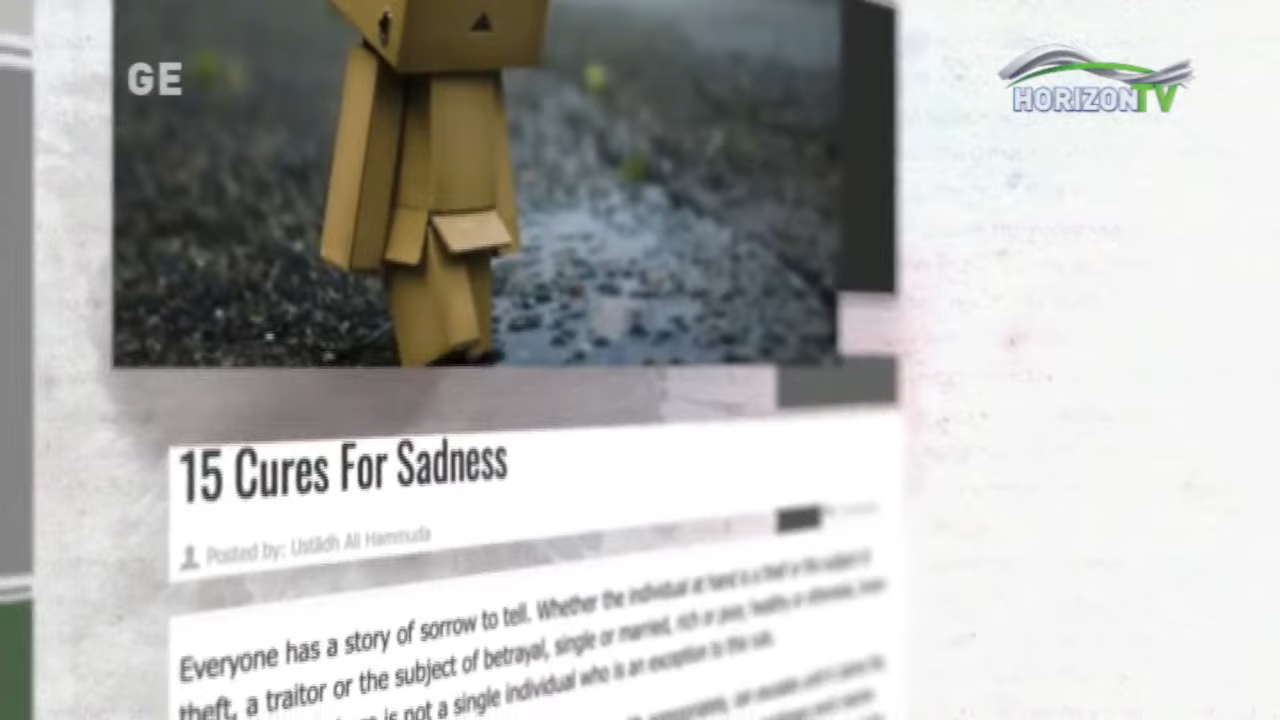 GE
HORIZON TV
15 Cures For Sadness
Posted by: Ustādh Ali Hammuda
Everyone has a story of sorrow to tell. Whether the individual at hand is a thief or the subject of
theft, a traitor or the subject of betrayal, single or married, rich or poor, healthy or otherwise,
is not a single individual who is an exception to this rule.